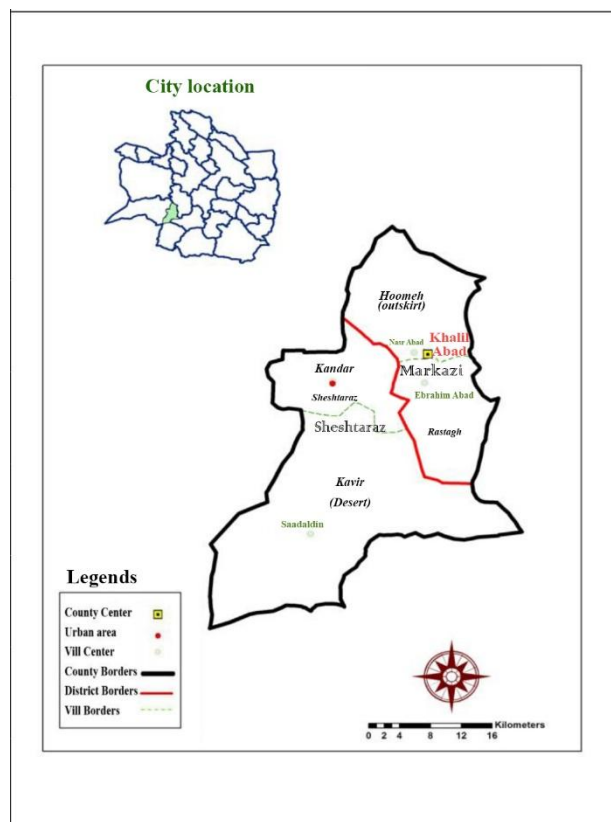 City location
Hoomeh
(outskirt)
Nasr Abad
Khalil
Abad
Markazi
Kandar
Ebrahim Abad
Sheshtaraz
Sheshtaraz
Rastagh
Kavir
(Desert)
Saadaldin
Legends
County Center
Urban area
Vill Center
County Borders
District Borders
Vill Borders
Kilometers
0 2 4 8 12 16